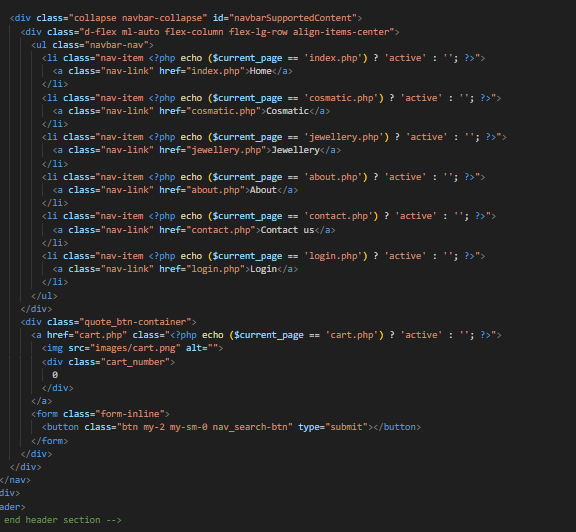 <div class="collapse navbar-collapse" id="navbarSupportedContent">
<div class="d-flex ml-auto flex-column flex-lg-row align-items-center">
<ul class="navbar-nav">
<li class="nav-item <?php echo ($current_page == 'index.php') ? 'active' : ''; ?>">
<a class="nav-link" href="index.php">Home</a>
</li>
<li class="nav-item <?php echo ($current_page == 'cosmatic.php') ? 'active' : ''; ?>">
<a class="nav-link" href="cosmatic.php">Cosmatic</a>
</li>
<li class="nav-item <?php echo ($current_page == 'jewellery.php') ? 'active' : ''; ?>">
<a class="nav-link" href="jewellery.php">Jewellery</a>
</li>
<li class="nav-item <?php echo ($current_page == 'about.php') ? 'active' : ''; ?>">
<a class="nav-link" href="about.php">About</a>
</li>
<li class="nav-item <?php echo ($current_page == 'contact.php') ? 'active' : ''; ?>">
<a class="nav-link" href="contact.php">Contact us</a>
</li>
<li class="nav-item <?php echo ($current_page == 'login.php') ? 'active' : ''; ?>">
<a class="nav-link" href="login.php">Login</a>
</li>
</ul>
</div>
<div class="quote_btn-container">
<a href="cart.php" class="<?php echo ($current_page == 'cart.php') ? 'active' : ''; ?>">
<img src="images/cart.png" alt="">
<div class="cart_number">
0
</div>
</a>
<form class="form-inline">
<button class="btn my-2 my-sm-0 nav_search-btn" type="submit"></button>
</form>
</div>
</div>
</nav>
div>
ader>
end header section -->